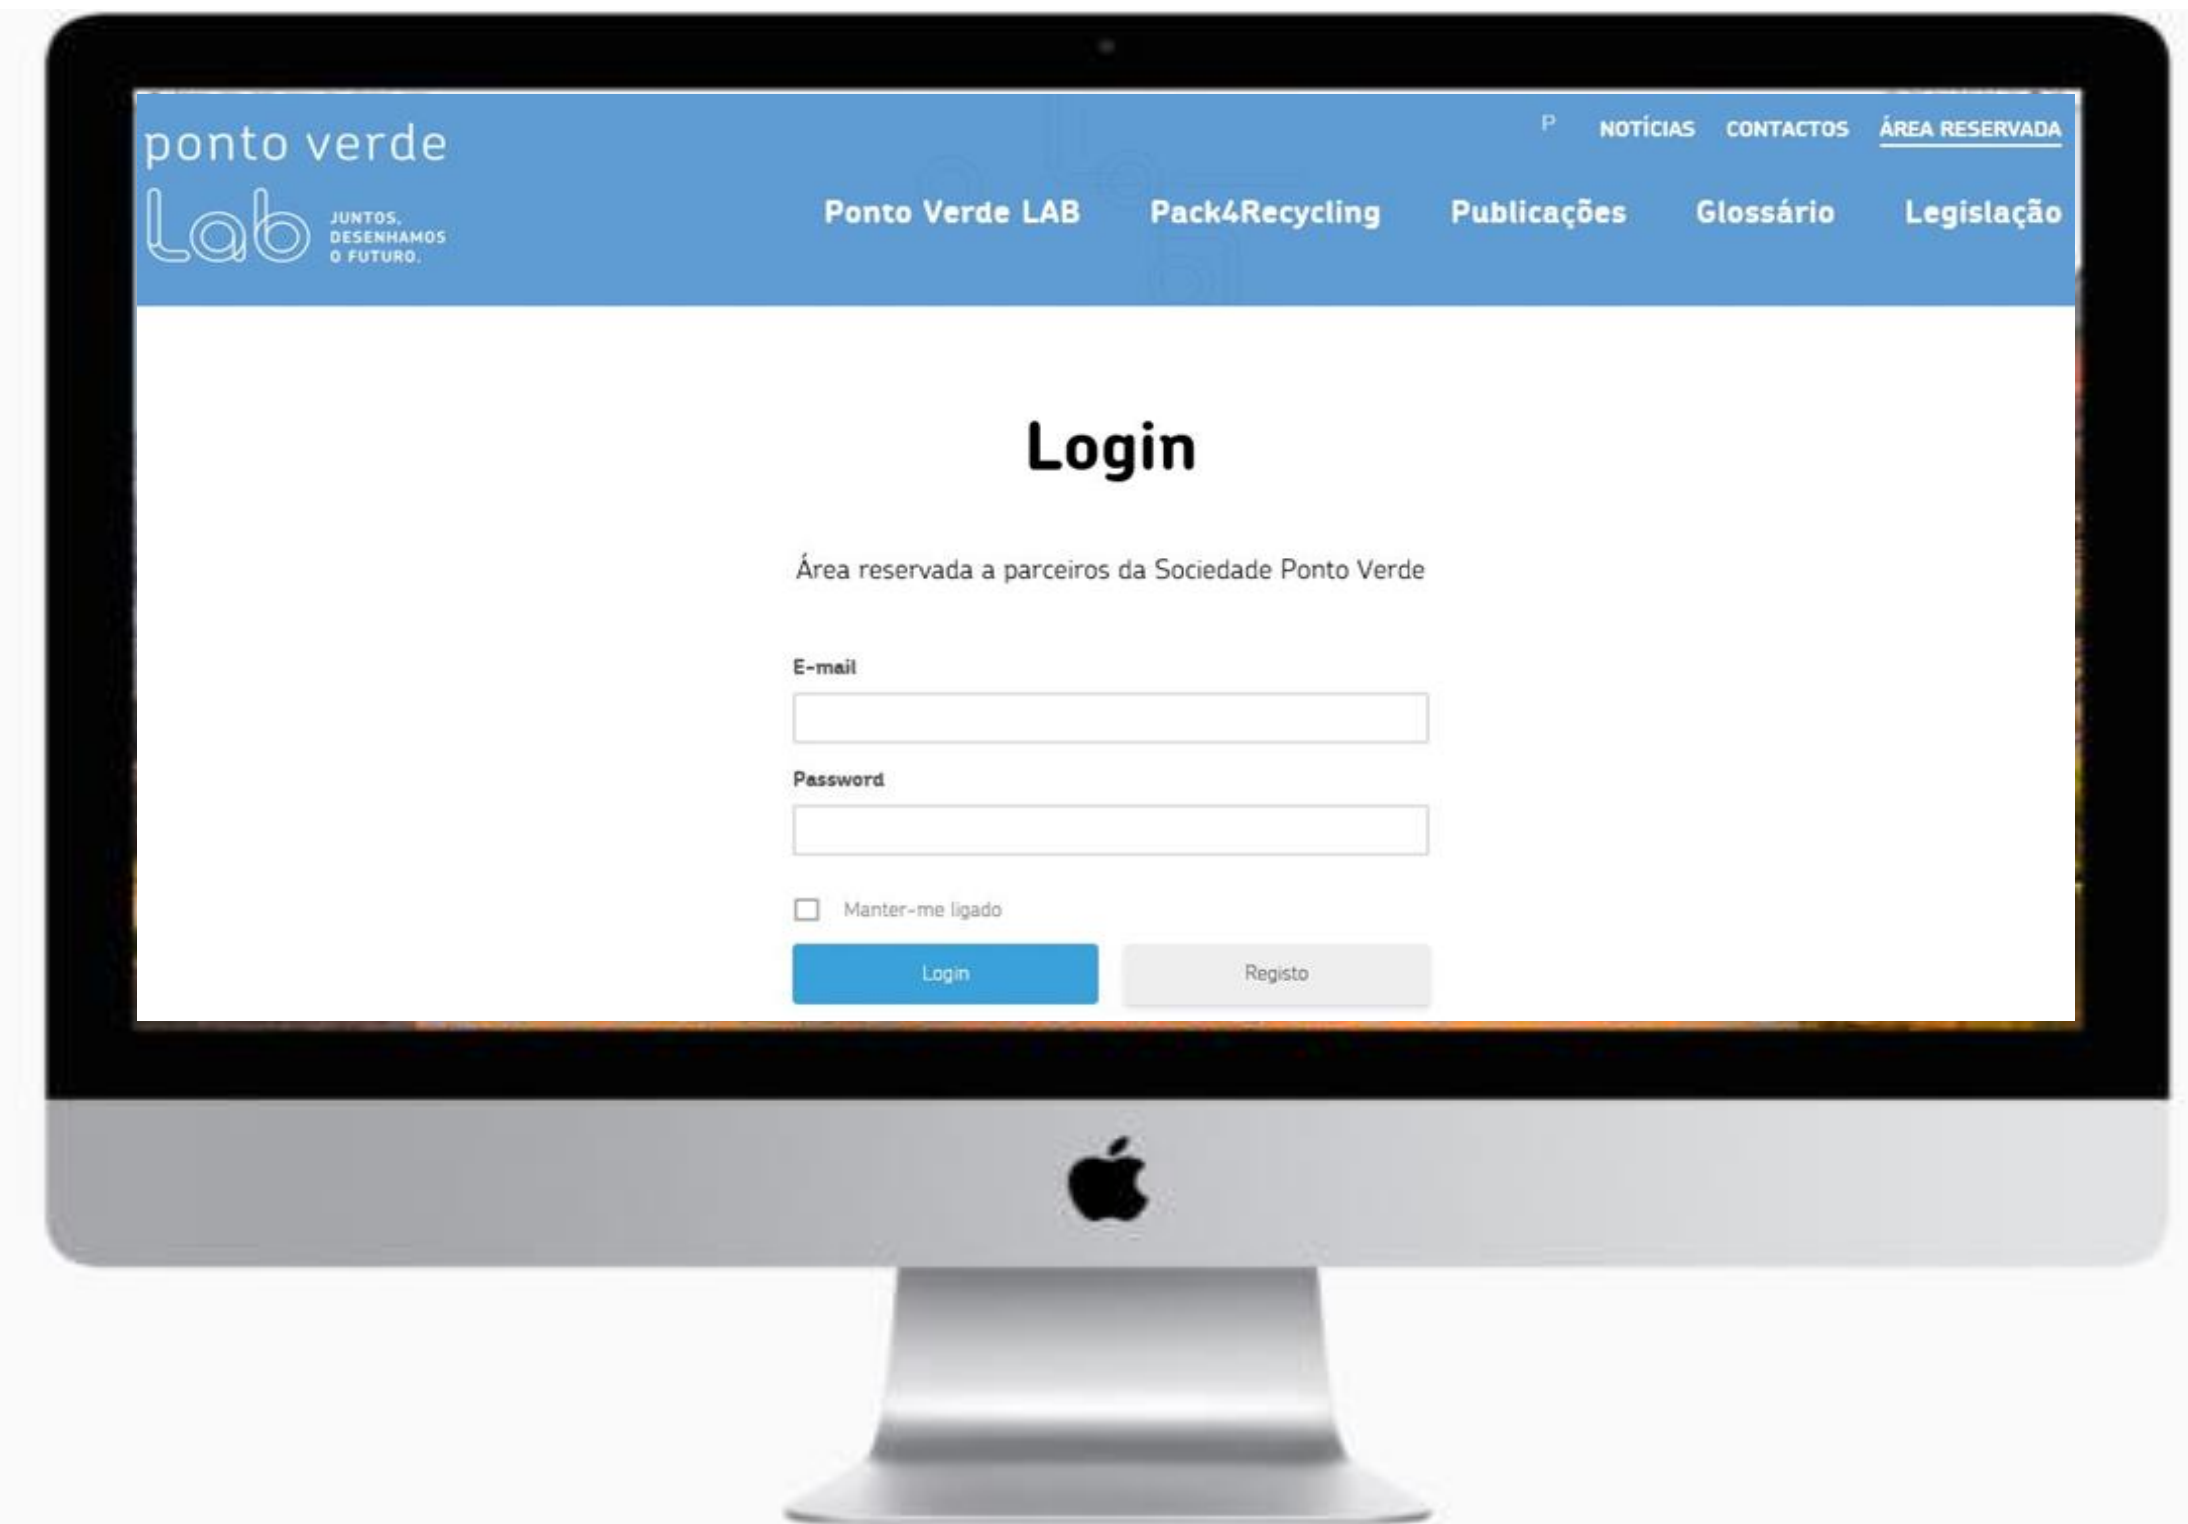 ponto verde
Lab
JUNTOS,
DESENHAMOS
O FUTURO.
P NOTÍCIAS CONTACTOS ÁREA RESERVADA
Ponto Verde LAB Pack4Recycling Publicações Glossário Legislação
Login
Área reservada a parceiros da Sociedade Ponto Verde
E-mail
Password
Manter-me ligado
Login Registo